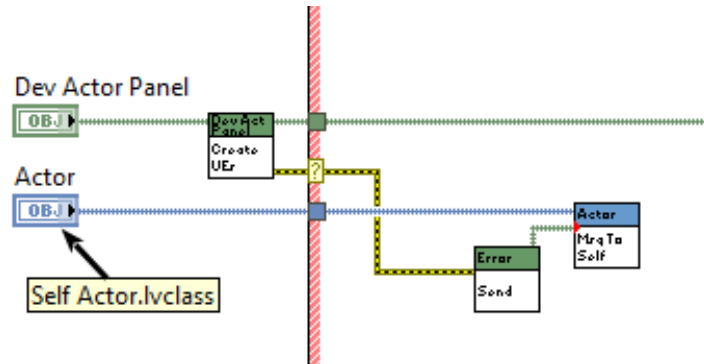 Dev Actor Panel
OBJ
Dev Act
Panel
Create
UEr
Actor
OBJ
?
Self Actor.lvclass
Error
Send
Actor
Mrq To
Self